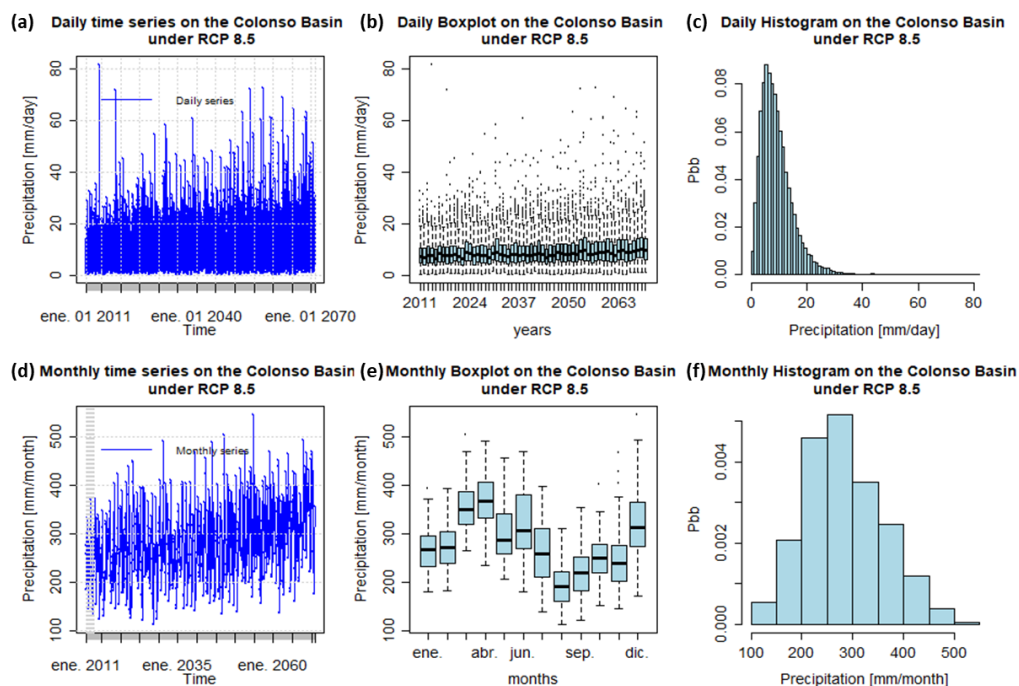 (a) Daily time series on the Colonso Basin
under RCP 8.5
Precipitation [mm/day]
80
60
40
20
0
Daily series
ene. 01 2011 ene. 01 2040 ene. 01 2070
Time
(b) Daily Boxplot on the Colonso Basin
under RCP 8.5
Precipitation [mm/day]
80
60
40
20
0
2011 2024 2037 2050 2063
years
(c) Daily Histogram on the Colonso Basin
under RCP 8.5
Pbb
0.08
0.06
0.04
0.02
0.00
0 20 40 60 80
Precipitation [mm/day]
(d) Monthly time series on the Colonso Basin
under RCP 8.5
Precipitation [mm/month]
500
400
300
200
100
Monthly series
ene. 2011 ene. 2035 ene. 2060
Time
(e) Monthly Boxplot on the Colonso Basin
under RCP 8.5
Precipitation [mm/month]
500
400
300
200
100
ene. abr. jun. sep. dic.
months
(f) Monthly Histogram on the Colonso Basin
under RCP 8.5
Pbb
0.004
0.002
0.000
100 200 300 400 500
Precipitation [mm/month]